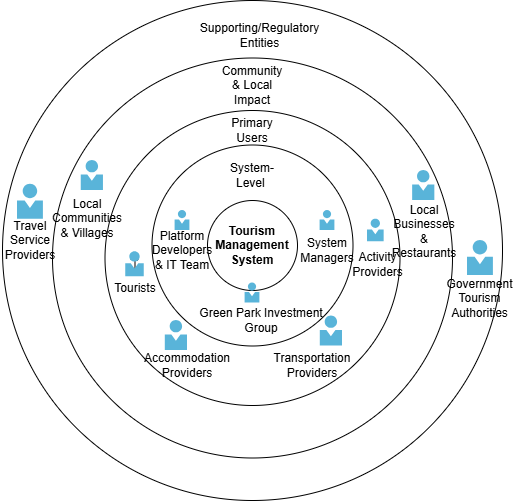 Supporting/Regulatory
Entities
Community
& Local
Impact
Primary
Users
System-
Level
Tourism
Management
System
Platform
Developers
& IT Team
System
Managers
Green Park Investment
Group
Tourists
Activity
Providers
Accommodation
Providers
Transportation
Providers
Local
Communities
& Villages
Local
Businesses
&
Restaurants
Travel
Service
Providers
Government
Tourism
Authorities